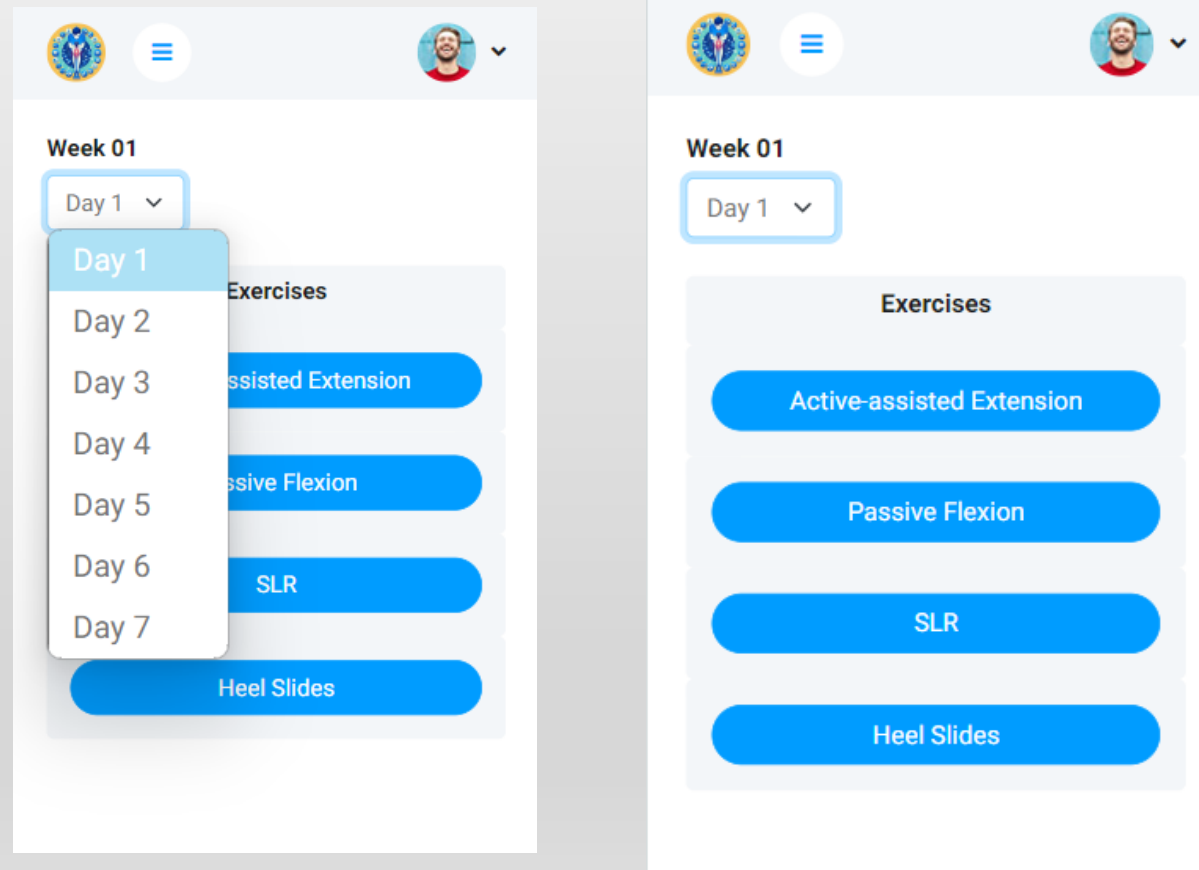 Week 01
Day 1
Day 1
Day 2
Day 3
Day 4
Day 5
Day 6
Day 7
Exercises
ssisted Extension
ssive Flexion
SLR
Heel Slides
Week 01
Day 1
Exercises
Active-assisted Extension
Passive Flexion
SLR
Heel Slides